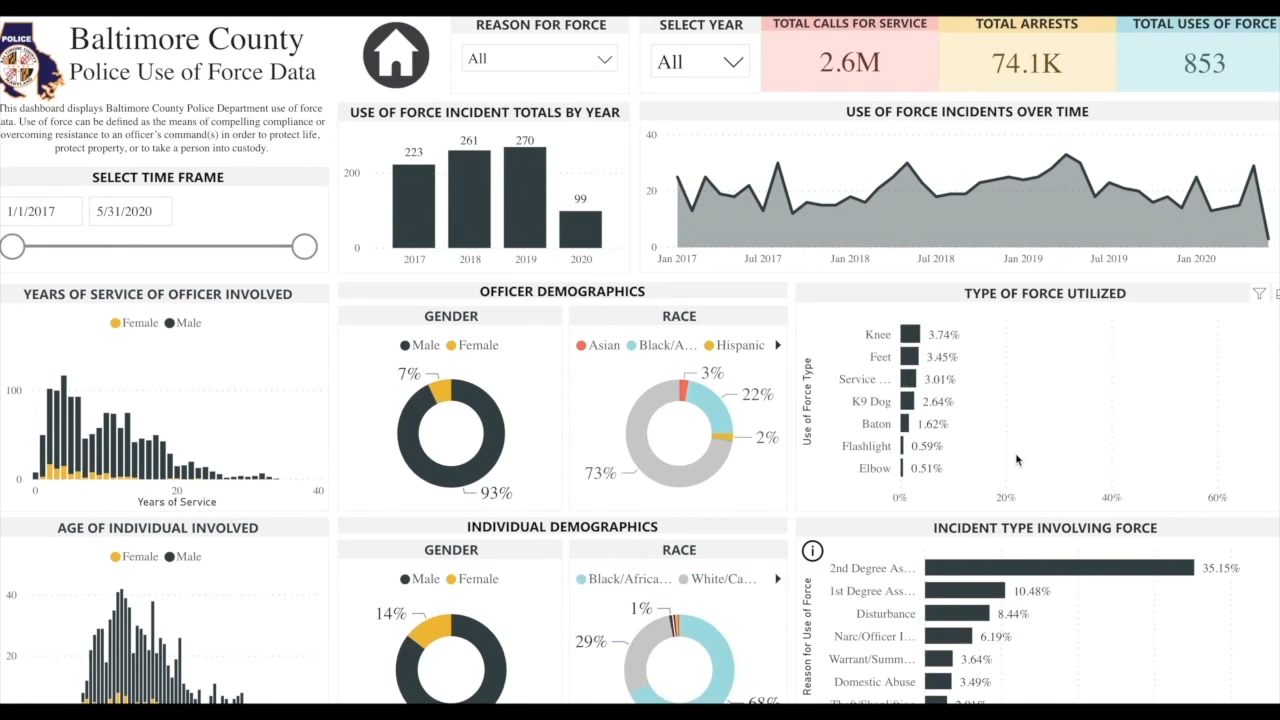 POLICE
Baltimore County
Police Use of Force Data
This dashboard displays Baltimore County Police Department use of force
ata. Use of force can be defined as the means of compelling compliance or
overcoming resistance to an officer's command(s) in order to protect life,
protect property, or to take a person into custody.
REASON FOR FORCE
All
SELECT YEAR
All
TOTAL CALLS FOR SERVICE
2.6M
TOTAL ARRESTS
74.1K
TOTAL USES OF FORCE
853
SELECT TIME FRAME
1/1/2017
5/31/2020
USE OF FORCE INCIDENT TOTALS BY YEAR
223
261
270
99
200
0
2017
2018
2019
2020
USE OF FORCE INCIDENTS OVER TIME
40
20
0
Jan 2017
Jul 2017
Jan 2018
Jul 2018
Jan 2019
Jul 2019
Jan 2020
YEARS OF SERVICE OF OFFICER INVOLVED
Female
Male
100
0
0
20
40
Years of Service
OFFICER DEMOGRAPHICS
GENDER
Male
Female
7%
93%
RACE
Asian
Black/A...
Hispanic
3%
22%
2%
73%
TYPE OF FORCE UTILIZED
Use of Force Type
Knee
3.74%
Feet
3.45%
Service ...
3.01%
K9 Dog
2.64%
Baton
1.62%
Flashlight
0.59%
Elbow
0.51%
0%
20%
40%
60%
AGE OF INDIVIDUAL INVOLVED
Female
Male
40
20
INDIVIDUAL DEMOGRAPHICS
GENDER
Male
Female
14%
RACE
Black/Africa...
White/Ca...
1%
29%
68%
INCIDENT TYPE INVOLVING FORCE
Reason for Use of Force
2nd Degree As...
35.15%
1st Degree Ass...
10.48%
Disturbance
8.44%
Narc/Officer I...
6.19%
Warrant/Summ...
3.64%
Domestic Abuse
3.49%